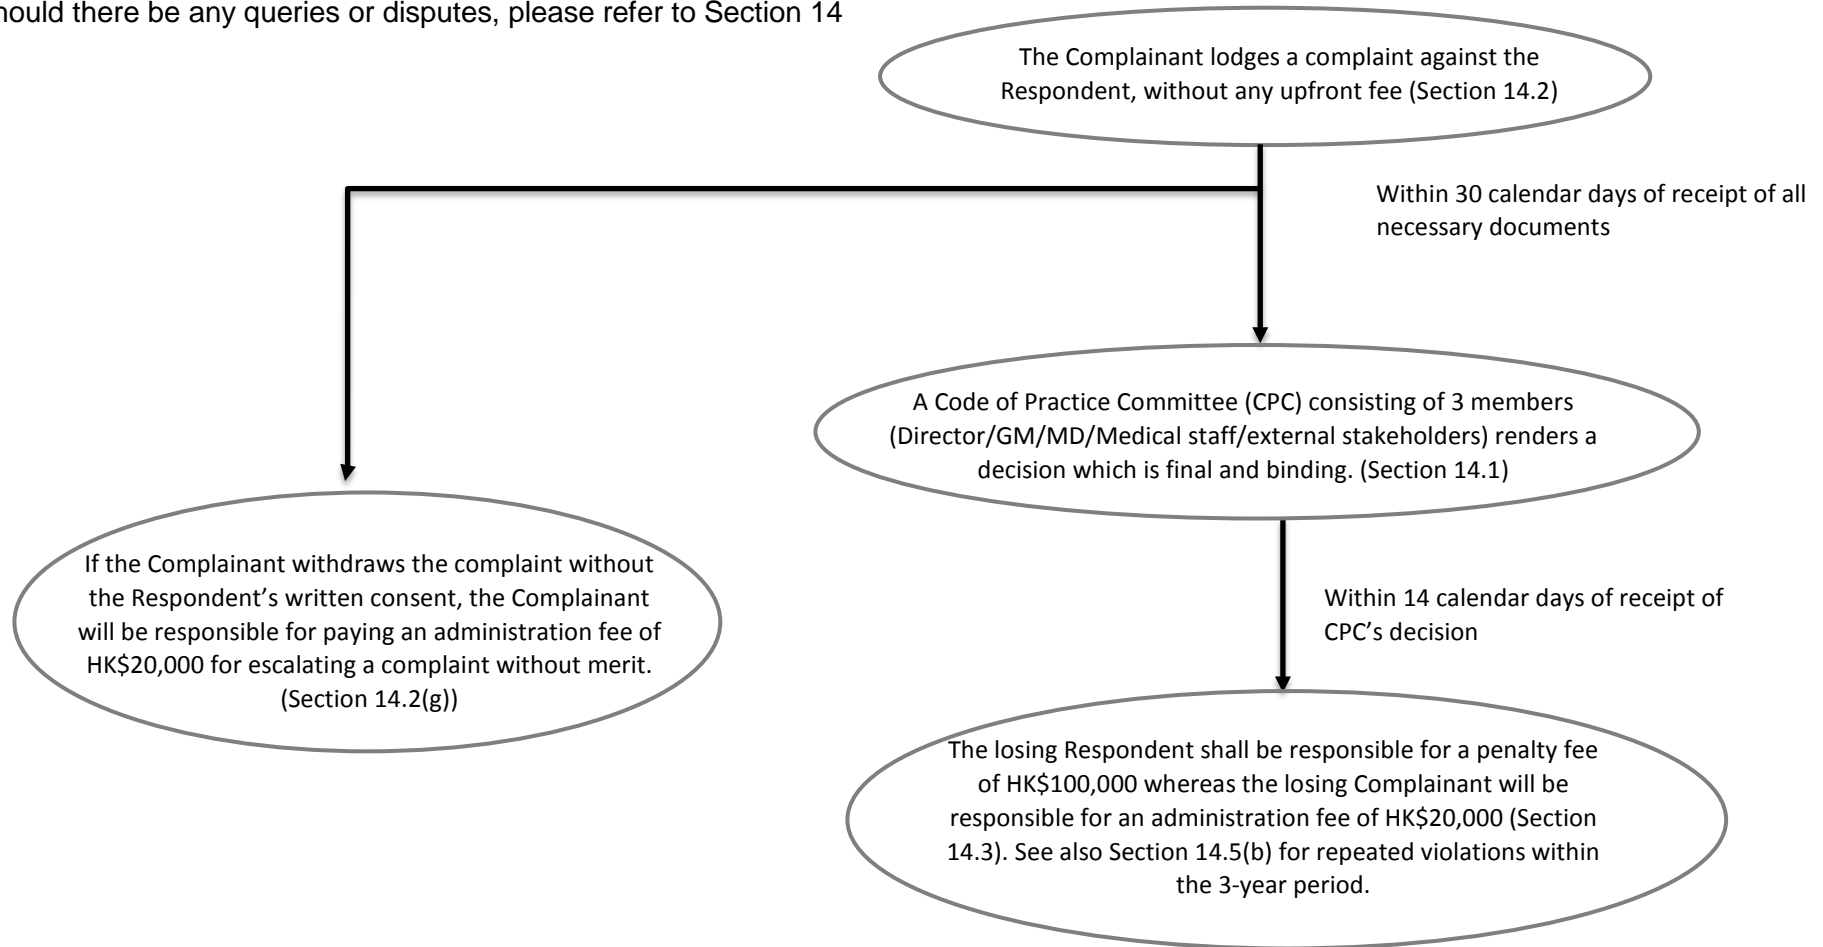 hould there be any queries or disputes, please refer to Section 14
The Complainant lodges a complaint against the
Respondent, without any upfront fee (Section 14.2)
Within 30 calendar days of receipt of all
necessary documents
A Code of Practice Committee (CPC) consisting of 3 members
(Director/GM/MD/Medical staff/external stakeholders) renders a
decision which is final and binding. (Section 14.1)
If the Complainant withdraws the complaint without
the Respondent’s written consent, the Complainant
will be responsible for paying an administration fee of
HK$20,000 for escalating a complaint without merit.
(Section 14.2(g))
Within 14 calendar days of receipt of
CPC’s decision
The losing Respondent shall be responsible for a penalty fee
of HK$100,000 whereas the losing Complainant will be
responsible for an administration fee of HK$20,000 (Section
14.3). See also Section 14.5(b) for repeated violations within
the 3-year period.